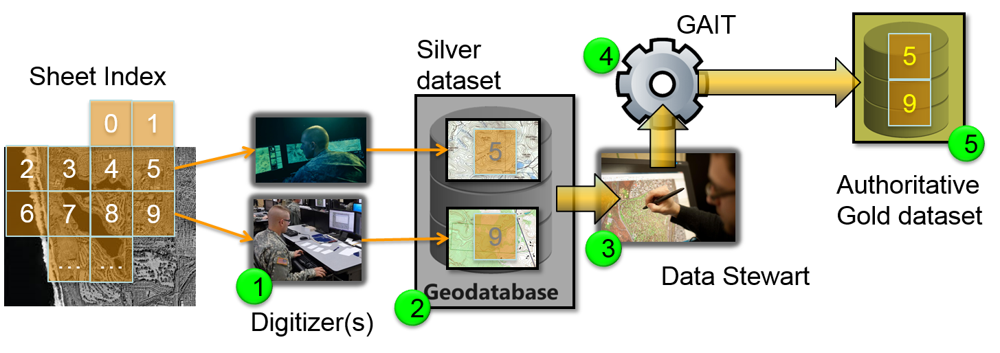 Sheet Index
0 1
2 3 4 5
6 7 8 9
... ...
1
Digitizer(s)
Silver
dataset
5
9
Geodatabase
2
3
Data Stewart
4
GAIT
5
9
5
Authoritative
Gold dataset